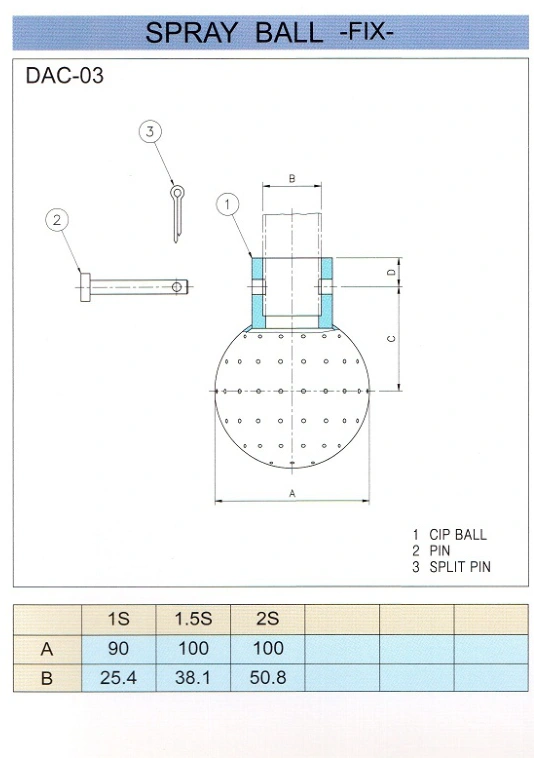 SPRAY BALL -FIX-
DAC-03
3
B
2
1
D
C
A
1 CIP BALL
2 PIN
3 SPLIT PIN
1S 1.5S 2S
A 90 100 100
B 25.4 38.1 50.8